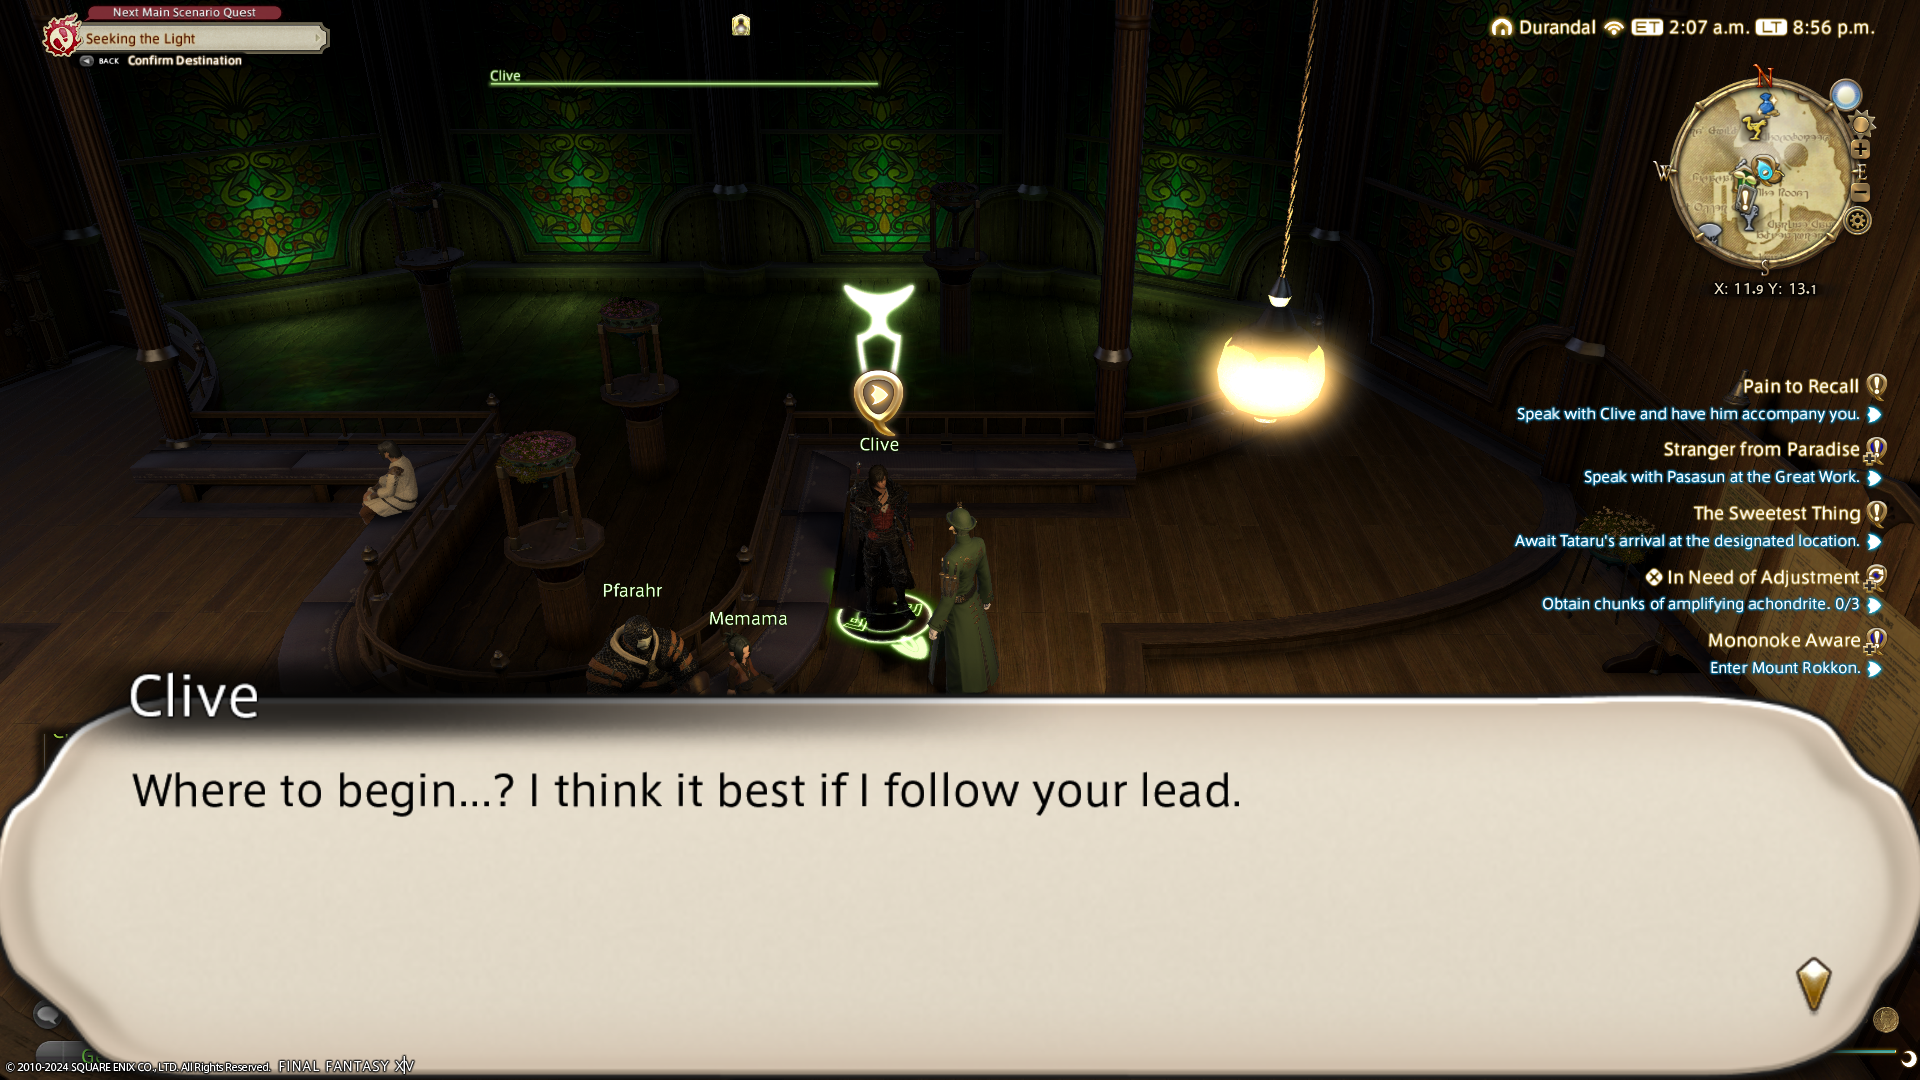 Next Main Scenario Quest
Seeking the Light
BACK Confirm Destination
Clive
Durandal ET 2:07 a.m. LT 8:56 p.m.
N
W
E
S
X: 11.9 Y: 13.1
Pain to Recall
Speak with Clive and have him accompany you.
Stranger from Paradise
Speak with Pasasun at the Great Work.
The Sweetest Thing
Await Tataru's arrival at the designated location.
In Need of Adjustment
Obtain chunks of amplifying achondrite. 0/3
Mononoke Aware
Enter Mount Rokkon.
Clive
Pfarahr
Memama
Clive
Where to begin...? I think it best if I follow your lead.
© 2010-2024 SQUARE ENIX CO., LTD. All Rights Reserved. FINAL FANTASY XIV